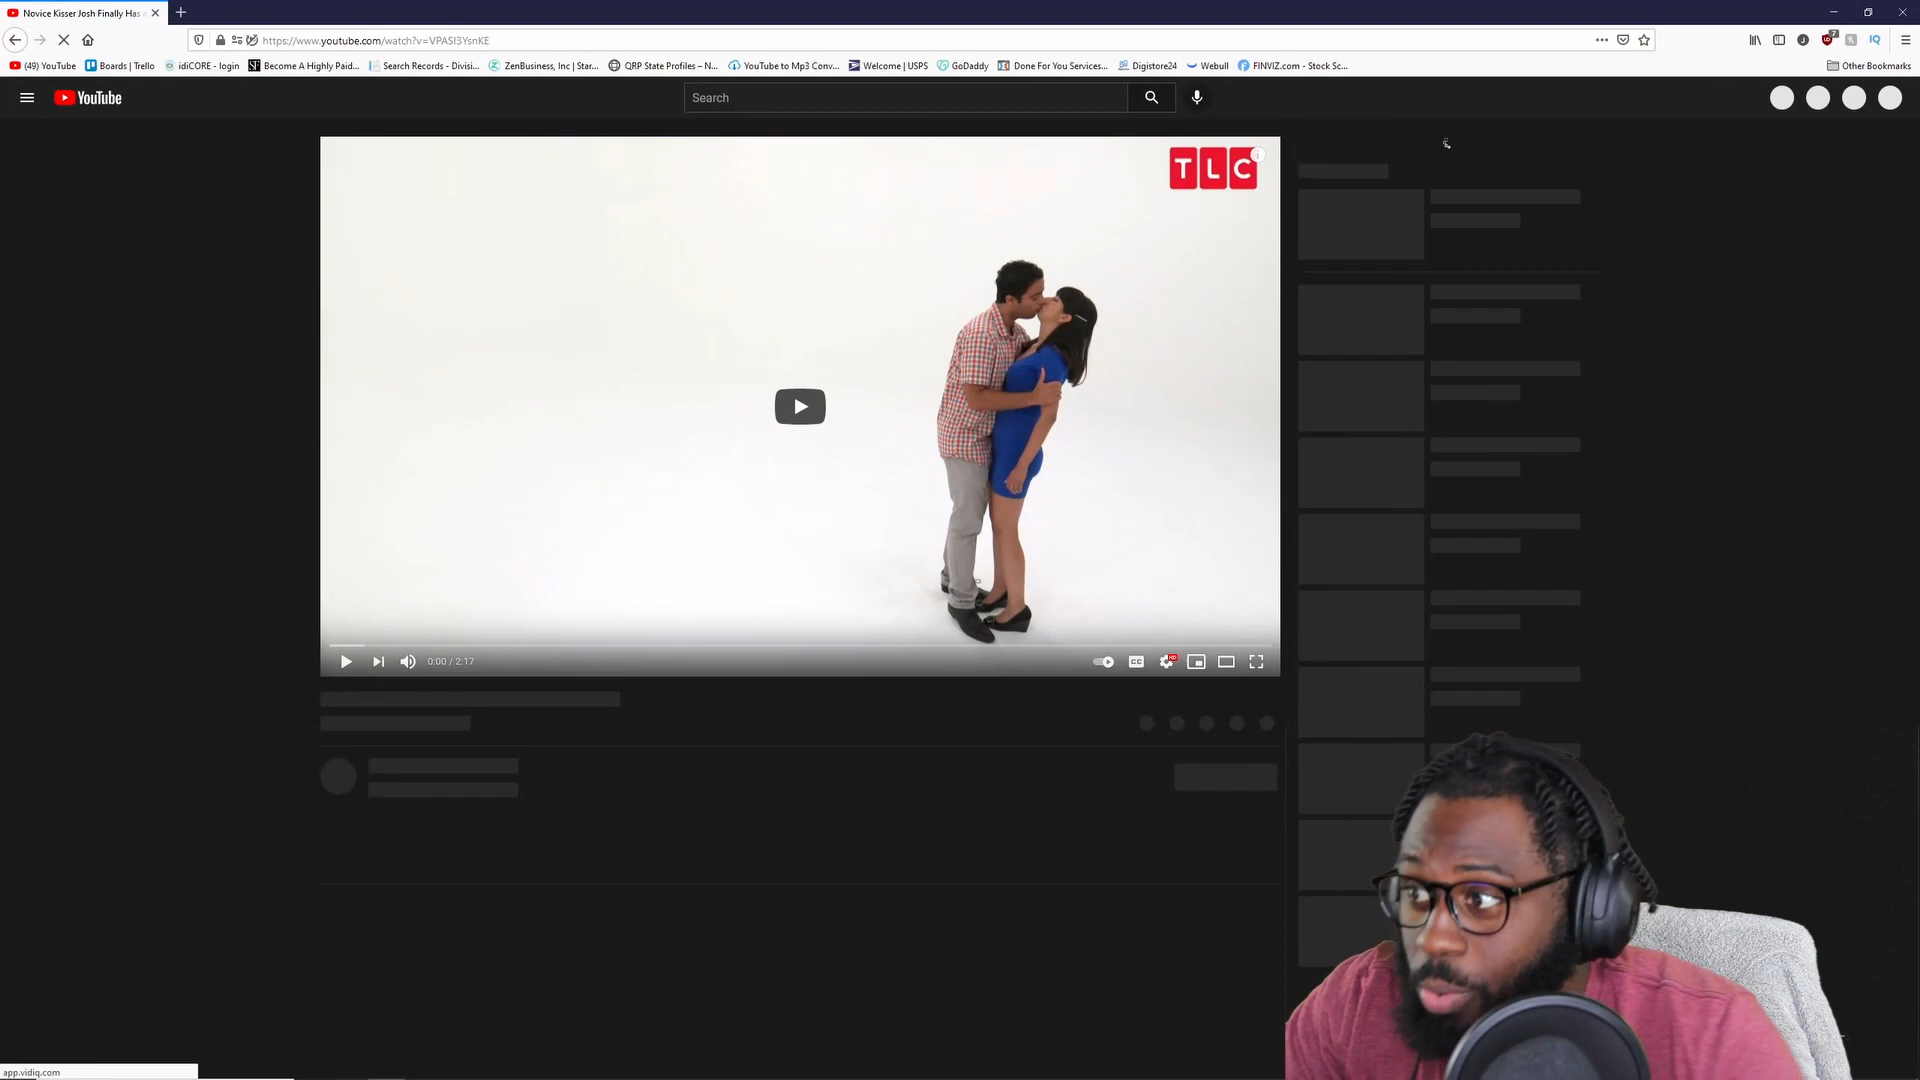 Novice Kisser Josh Finally Has a
https://www.youtube.com/watch?v=VPASI3YsnKE
(49) YouTube
Boards | Trello
idiCORE - login
Become A Highly Paid...
Search Records - Divisi...
ZenBusiness, Inc | Star...
QRP State Profiles – N...
YouTube to Mp3 Conv...
Welcome | USPS
GoDaddy
Done For You Services...
Digistore24
Webull
FINVIZ.com - Stock Sc...
Other Bookmarks
YouTube
Search
TLC
0:00 / 2:17
CC
HD
app.vidiq.com